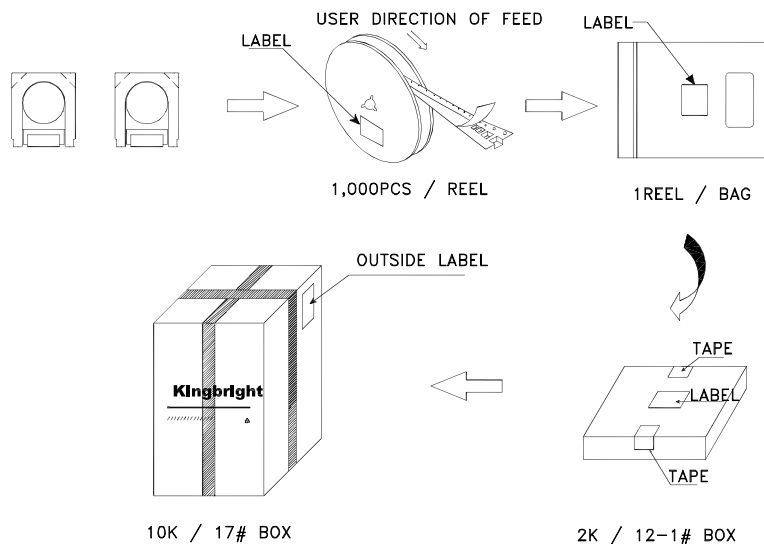 USER DIRECTION OF FEED
LABEL
LABEL
1,000PCS / REEL
1REEL / BAG
OUTSIDE LABEL
TAPE
LABEL
Kingbright
TAPE
10K / 17# BOX
2K / 12-1# BOX